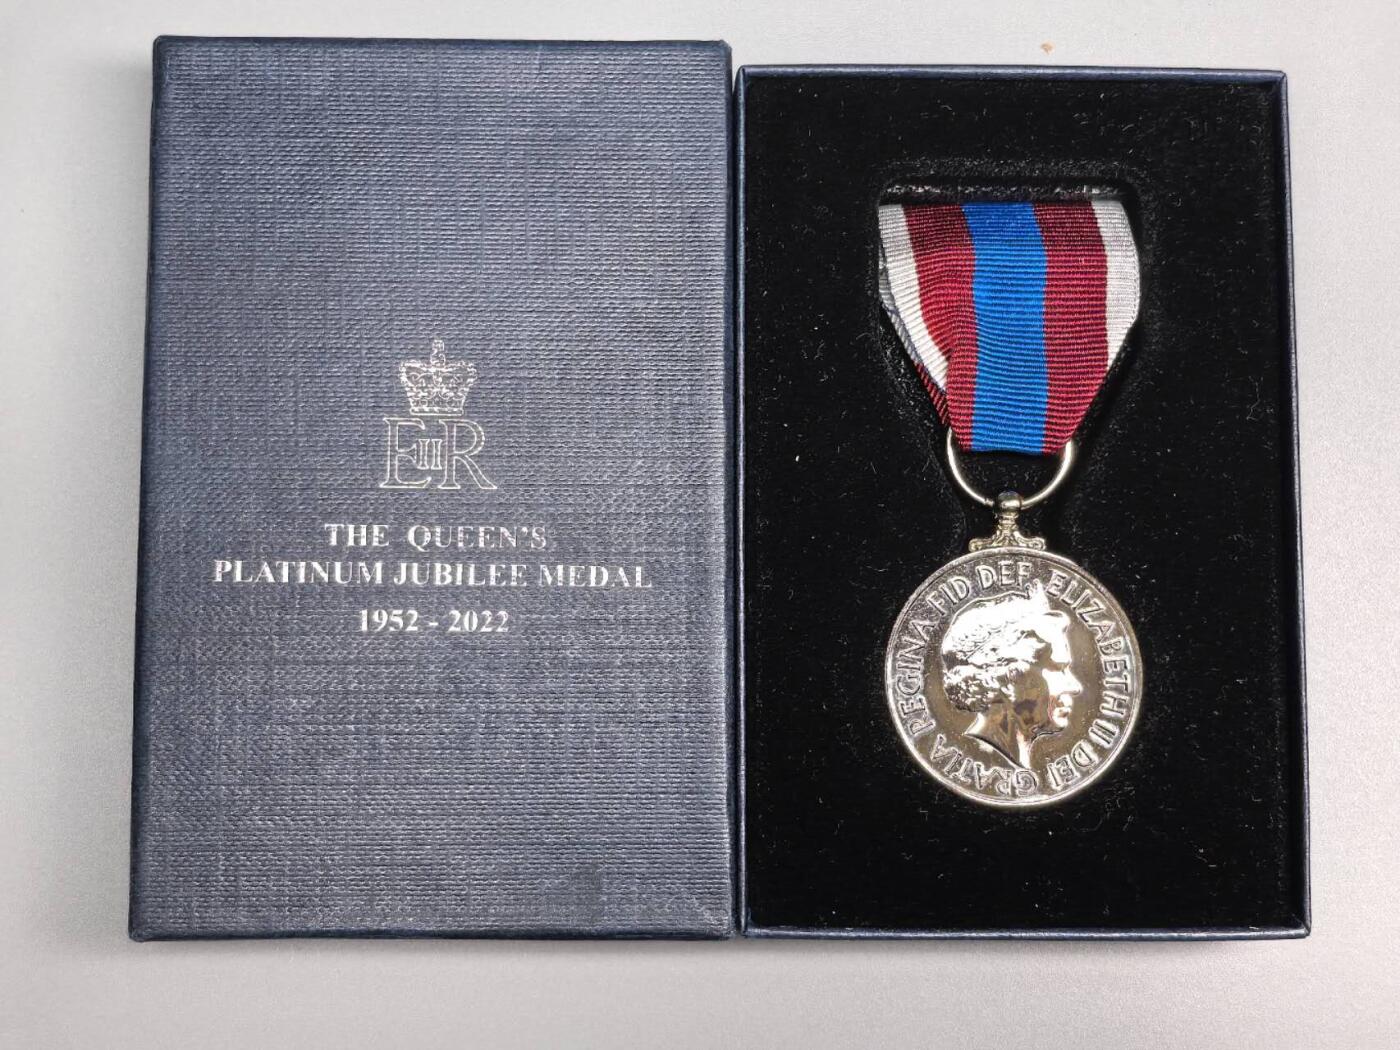 EIIR
THE QUEEN'S
PLATINUM JUBILEE MEDAL
1952 - 2022
ELIZABETH II DEI GRATIA REGINA FID DEF